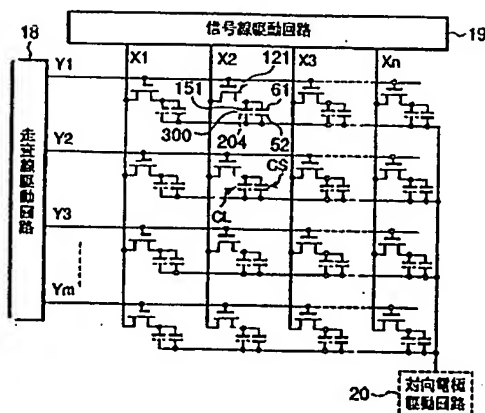 信号線駆動回路
19
18
X1 X2 121 X3 Xn
Y1
151 61
300 204 52
走査線駆動回路
Y2
CS
CL
Y3
Ym
20
対向電極
駆動回路